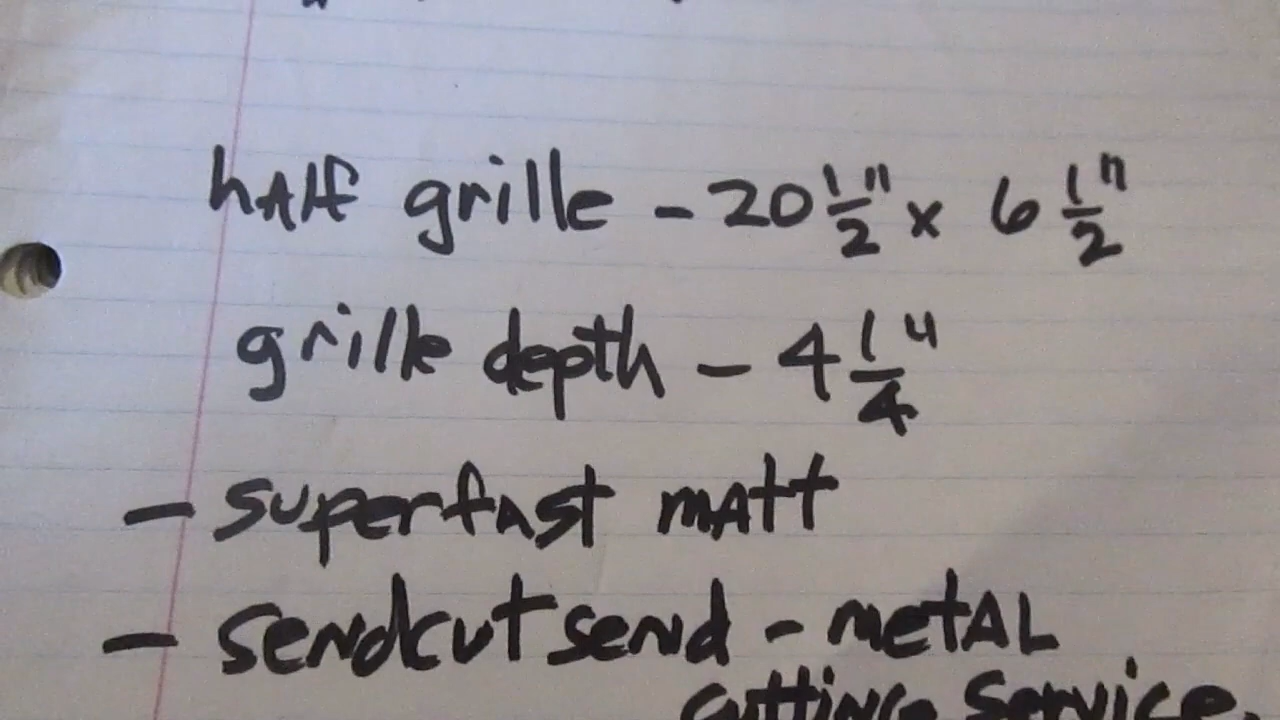 hAlf grille - 20 1/2" x 6 1/2"
grille depth - 4 1/4"
- superfast mAtt
- sendcutsend - metAL
cutting service.